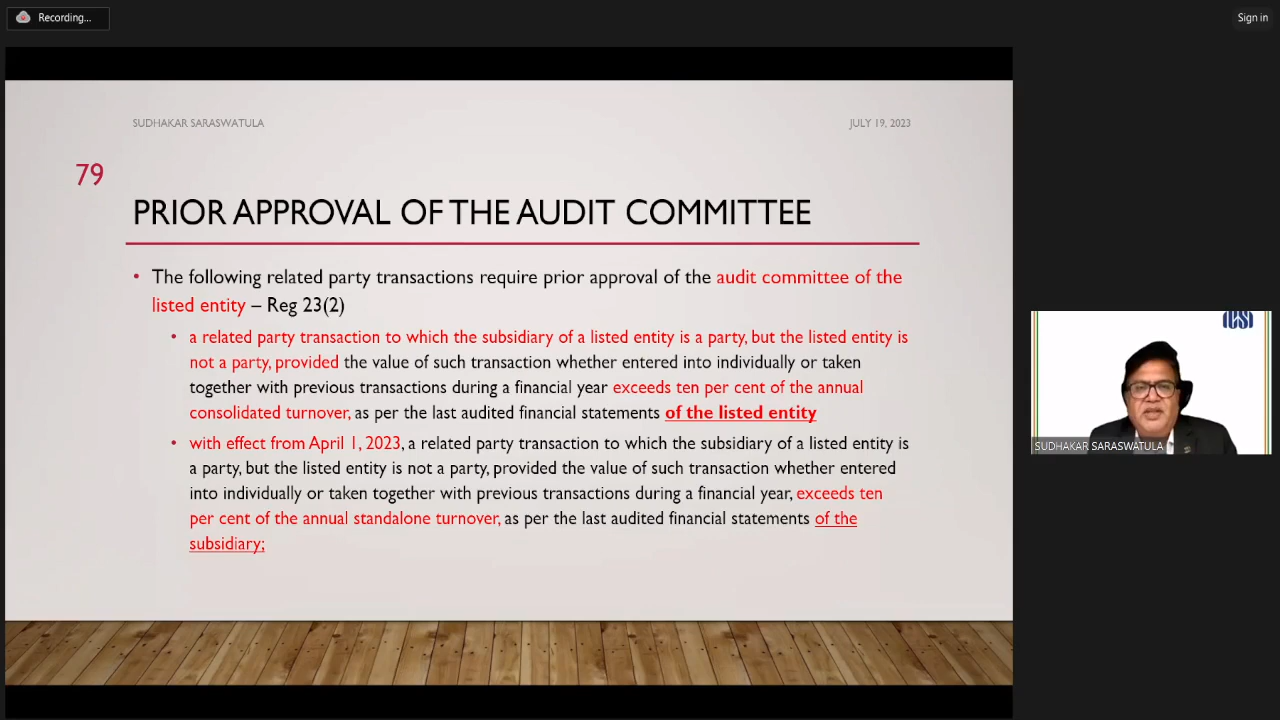 Recording...
Sign in
SUDHAKAR SARASWATULA
JULY 19, 2023
79
PRIOR APPROVAL OF THE AUDIT COMMITTEE
• The following related party transactions require prior approval of the audit committee of the
listed entity – Reg 23(2)
• a related party transaction to which the subsidiary of a listed entity is a party, but the listed entity is
not a party, provided the value of such transaction whether entered into individually or taken
together with previous transactions during a financial year exceeds ten per cent of the annual
consolidated turnover, as per the last audited financial statements of the listed entity
• with effect from April 1, 2023, a related party transaction to which the subsidiary of a listed entity is
a party, but the listed entity is not a party, provided the value of such transaction whether entered
into individually or taken together with previous transactions during a financial year, exceeds ten
per cent of the annual standalone turnover, as per the last audited financial statements of the
subsidiary;
ICSI
SUDHAKAR SARASWATULA